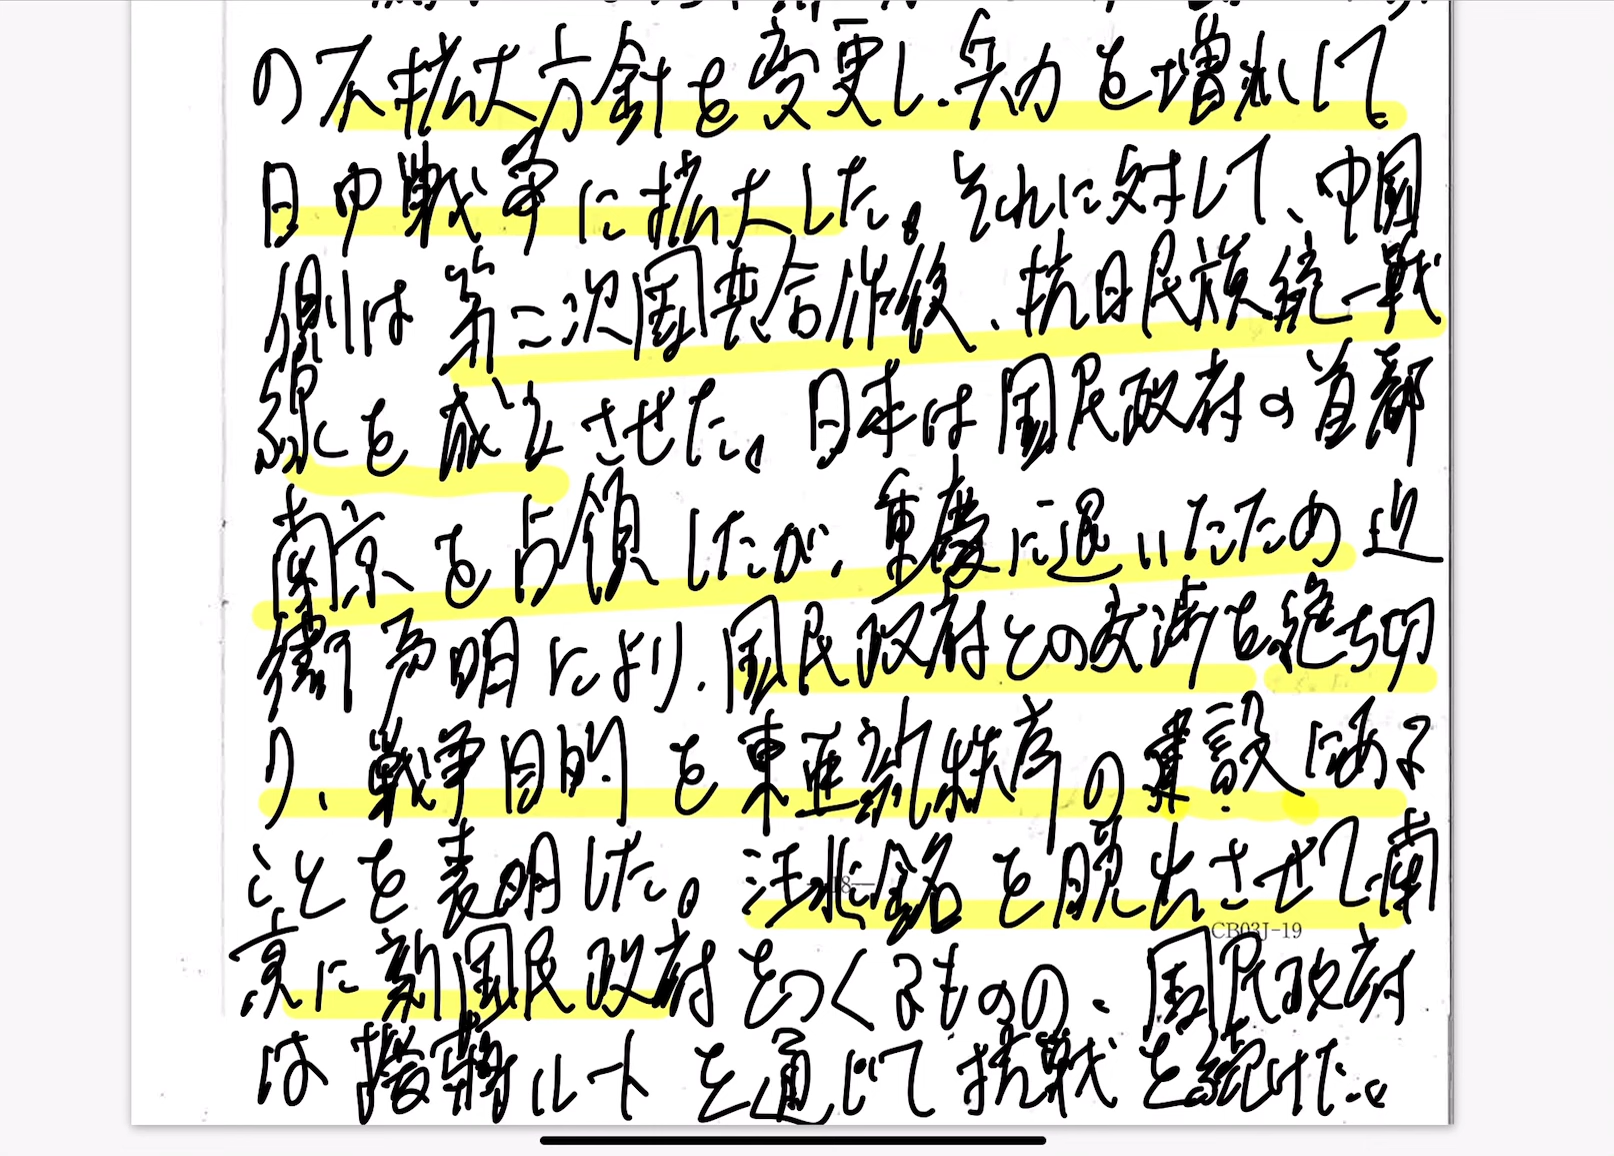 の不拡大方針を変更し、兵力を増派して
日中戦争に拡大した。それに対して、中国
側は第二次国共合作後、抗日民族統一戦
線を成立させた。日本は国民政府の首都
南京を占領したが、重慶に退いたため近
衛声明により、国民政府との交渉を絶ち切
り、戦争目的を東亜新秩序の建設にある
ことを表明した。汪兆銘を脱出させて南
—18—
CB03J-19
京に新国民政府をつくるものの、国民政府
は援蔣ルートを通じて抗戦を続けた。